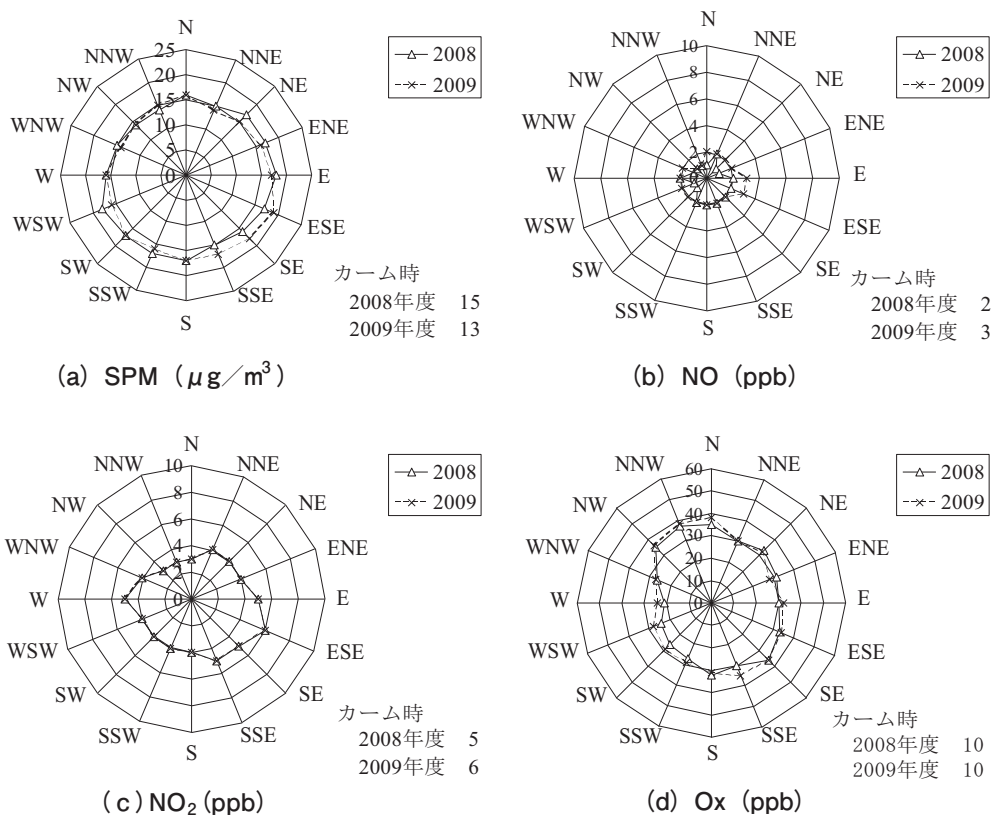 N
NNE
NE
ENE
E
ESE
SE
SSE
S
SSW
SW
WSW
W
WNW
NW
NNW
25
20
15
10
5
0
2008
2009
カーム時
2008年度 15
2009年度 13
(a) SPM (μg／m³)
N
NNE
NE
ENE
E
ESE
SE
SSE
S
SSW
SW
WSW
W
WNW
NW
NNW
10
8
6
4
2
0
2008
2009
カーム時
2008年度 2
2009年度 3
(b) NO (ppb)
N
NNE
NE
ENE
E
ESE
SE
SSE
S
SSW
SW
WSW
W
WNW
NW
NNW
10
8
6
4
2
0
2008
2009
カーム時
2008年度 5
2009年度 6
(c) NO₂ (ppb)
N
NNE
NE
ENE
E
ESE
SE
SSE
S
SSW
SW
WSW
W
WNW
NW
NNW
60
50
40
30
20
10
0
2008
2009
カーム時
2008年度 10
2009年度 10
(d) Ox (ppb)